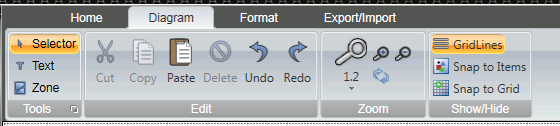 Home Diagram Format Export/Import
Selector
Text
Zone
Tools
Cut Copy Paste Delete Undo Redo
Edit
1.2
Zoom
GridLines
Snap to Items
Snap to Grid
Show/Hide